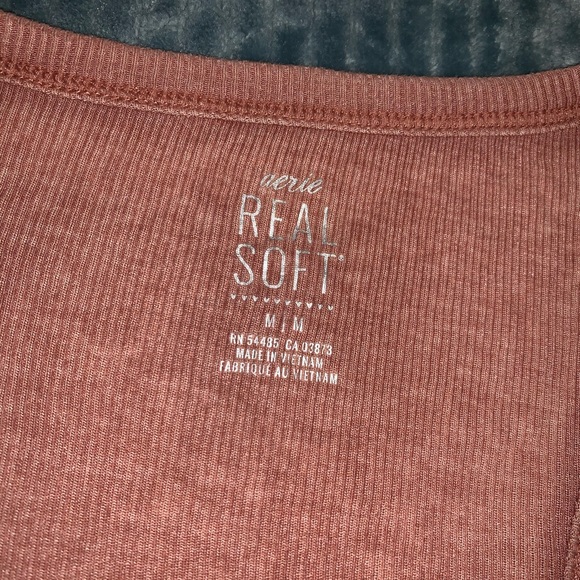 aerie
REAL
SOFT®
M | M
RN 54485 CA 03873
MADE IN VIETNAM
FABRIQUÉ AU VIETNAM